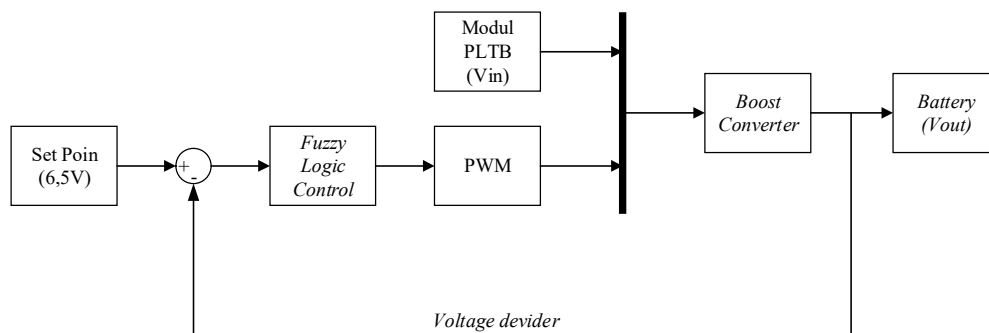 Modul
PLTB
(Vin)
Boost
Converter
Battery
(Vout)
Set Poin
(6,5V)
+
-
Fuzzy
Logic
Control
PWM
Voltage devider